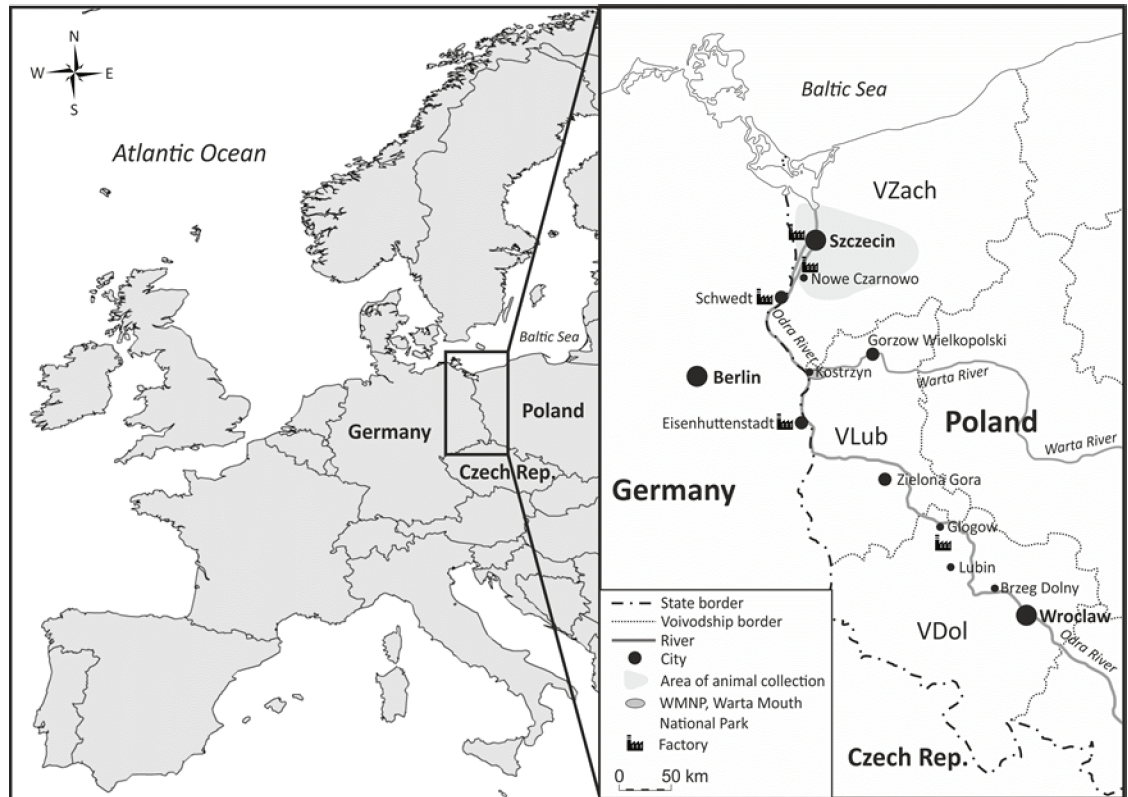 N
W E
S
Atlantic Ocean
Baltic Sea
Germany
Poland
Czech Rep.
Baltic Sea
VZach
Szczecin
Nowe Czarnowo
Schwedt
Odra River
Gorzow Wielkopolski
Kostrzyn
Warta River
Berlin
Eisenhuttenstadt
VLub
Poland
Warta River
Zielona Gora
Germany
Glogow
Lubin
Brzeg Dolny
Wroclaw
VDol
Odra River
Czech Rep.
State border
Voivodship border
River
City
Area of animal collection
WMNP, Warta Mouth
National Park
Factory
0 50 km